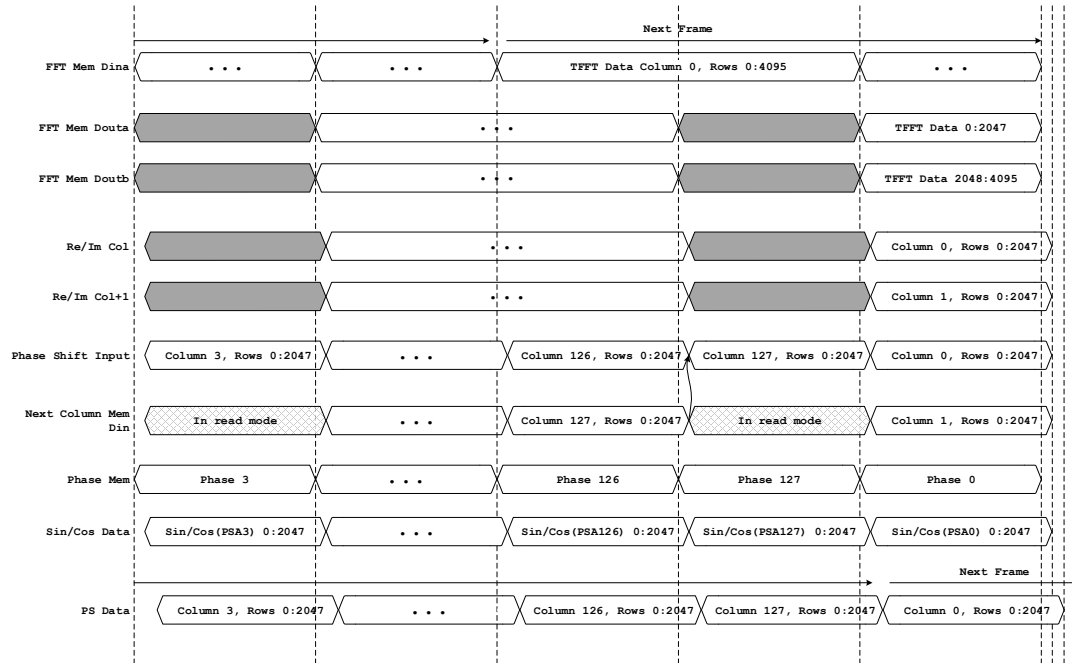 Next Frame
FFT Mem Dina
• • •
• • •
TFFT Data Column 0, Rows 0:4095
• • •
FFT Mem Douta
• • •
TFFT Data 0:2047
FFT Mem Doutb
• • •
TFFT Data 2048:4095
Re/Im Col
• • •
Column 0, Rows 0:2047
Re/Im Col+1
• • •
Column 1, Rows 0:2047
Phase Shift Input
Column 3, Rows 0:2047
• • •
Column 126, Rows 0:2047
Column 127, Rows 0:2047
Column 0, Rows 0:2047
Next Column Mem
Din
In read mode
• • •
Column 127, Rows 0:2047
In read mode
Column 1, Rows 0:2047
Phase Mem
Phase 3
• • •
Phase 126
Phase 127
Phase 0
Sin/Cos Data
Sin/Cos(PSA3) 0:2047
• • •
Sin/Cos(PSA126) 0:2047
Sin/Cos(PSA127) 0:2047
Sin/Cos(PSA0) 0:2047
Next Frame
PS Data
Column 3, Rows 0:2047
• • •
Column 126, Rows 0:2047
Column 127, Rows 0:2047
Column 0, Rows 0:2047